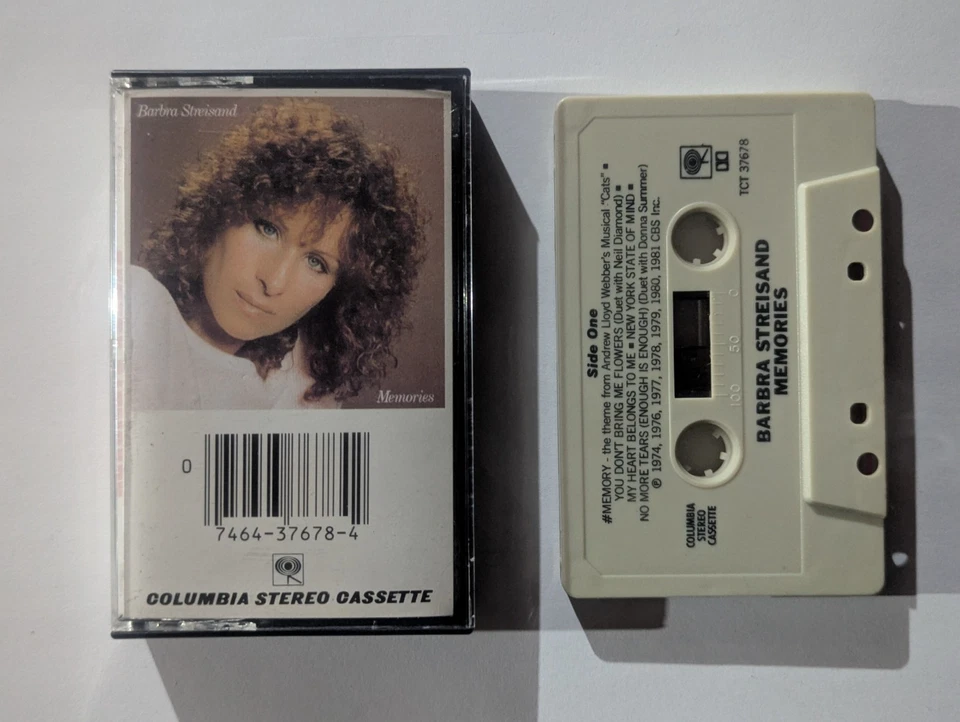 Barbra Streisand
Memories
0
7464-37678-4
COLUMBIA STEREO CASSETTE
Side One
#MEMORY - the theme from Andrew Lloyd Webber's Musical "Cats" ■
YOU DON'T BRING ME FLOWERS (Duet with Neil Diamond) ■
MY HEART BELONGS TO ME ■ NEW YORK STATE OF MIND ■
NO MORE TEARS (ENOUGH IS ENOUGH) (Duet with Donna Summer)
℗ 1974, 1976, 1977, 1978, 1979, 1980, 1981 CBS Inc.
COLUMBIA
STEREO
CASSETTE
100 50 0
TCT 37678
BARBRA STREISAND
MEMORIES